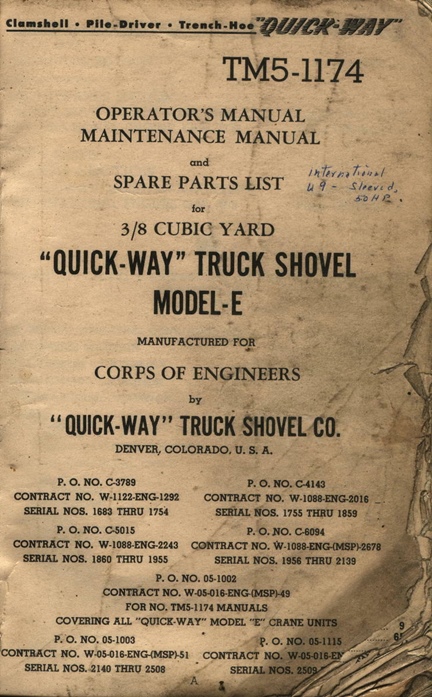 Clamshell • Pile-Driver • Trench-Hoe "QUICK-WAY"
TM5-1174
OPERATOR'S MANUAL
MAINTENANCE MANUAL
and
SPARE PARTS LIST
International
U9 - Sleeved,
50 H.P.
for
3/8 CUBIC YARD
"QUICK-WAY" TRUCK SHOVEL
MODEL-E
MANUFACTURED FOR
CORPS OF ENGINEERS
by
"QUICK-WAY" TRUCK SHOVEL CO.
DENVER, COLORADO, U. S. A.
P. O. NO. C-3789 P. O. NO. C-4143
CONTRACT NO. W-1122-ENG-1292 CONTRACT NO. W-1088-ENG-2016
SERIAL NOS. 1683 THRU 1754 SERIAL NOS. 1755 THRU 1859
P. O. NO. C-5015 P. O. NO. C-6094
CONTRACT NO. W-1088-ENG-2243 CONTRACT NO. W-1088-ENG-(MSP)-2678
SERIAL NOS. 1860 THRU 1955 SERIAL NOS. 1956 THRU 2139
P. O. NO. 05-1002
CONTRACT NO. W-05-016-ENG-(MSP)-49
FOR NO. TM5-1174 MANUALS
COVERING ALL "QUICK-WAY" MODEL "E" CRANE UNITS
9
P. O. NO. 05-1003 P. O. NO. 05-1115
CONTRACT NO. W-05-016-ENG-(MSP)-51 CONTRACT NO. W-05-016-EN
SERIAL NOS. 2140 THRU 2508 SERIAL NOS. 2509
A